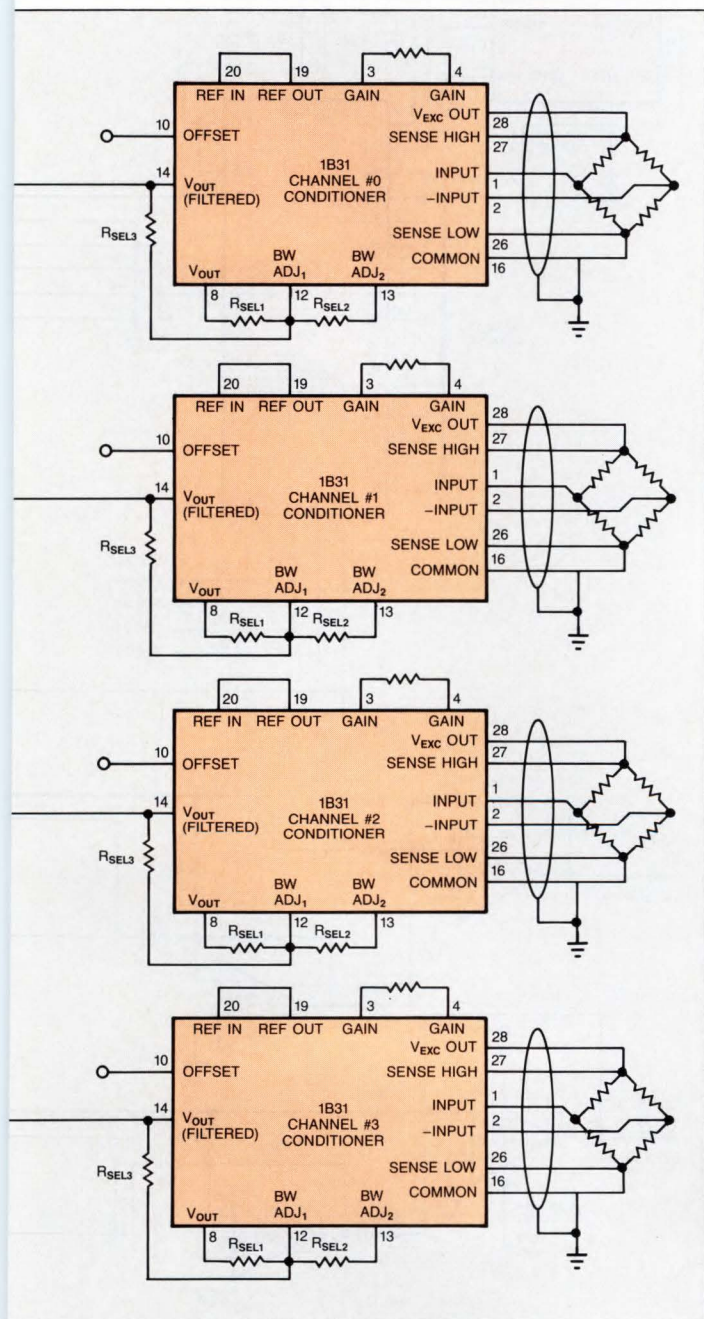 20 19 3 4
REF IN REF OUT GAIN GAIN
V_EXC OUT
28
10 OFFSET SENSE HIGH
27
1B31
CHANNEL #0
CONDITIONER
14 V_OUT
(FILTERED)
INPUT
1
-INPUT
2
R_SEL3
SENSE LOW
26
COMMON
16
V_OUT BW
ADJ_1 BW
ADJ_2
8 R_SEL1 12 R_SEL2 13
20 19 3 4
REF IN REF OUT GAIN GAIN
28
V_EXC OUT
27
10 OFFSET SENSE HIGH
1B31
CHANNEL #1
CONDITIONER
14 V_OUT
(FILTERED)
1
INPUT
2
-INPUT
R_SEL3
26
SENSE LOW
16
COMMON
V_OUT BW
ADJ_1 BW
ADJ_2
8 R_SEL1 12 R_SEL2 13
20 19 3 4
REF IN REF OUT GAIN GAIN
28
V_EXC OUT
27
10 OFFSET SENSE HIGH
1B31
CHANNEL #2
CONDITIONER
14 V_OUT
(FILTERED)
1
INPUT
2
-INPUT
R_SEL3
26
SENSE LOW
16
COMMON
V_OUT BW
ADJ_1 BW
ADJ_2
8 R_SEL1 12 R_SEL2 13
20 19 3 4
REF IN REF OUT GAIN GAIN
28
V_EXC OUT
27
10 OFFSET SENSE HIGH
1B31
CHANNEL #3
CONDITIONER
14 V_OUT
(FILTERED)
1
INPUT
2
-INPUT
R_SEL3
26
SENSE LOW
16
COMMON
V_OUT BW
ADJ_1 BW
ADJ_2
8 R_SEL1 12 R_SEL2 13